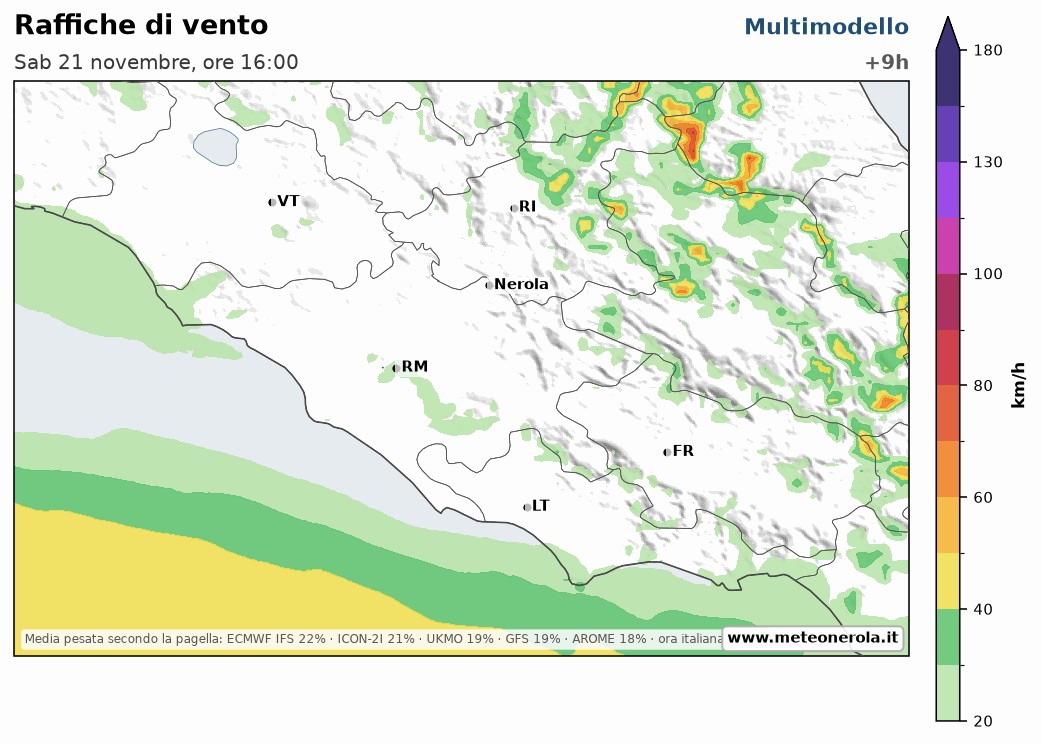 Raffiche di vento
Multimodello
Sab 21 novembre, ore 16:00
+9h
VT
RI
Nerola
RM
FR
LT
Media pesata secondo la pagella: ECMWF IFS 22% · ICON-2I 21% · UKMO 19% · GFS 19% · AROME 18% · ora italiana
www.meteonerola.it
180
130
100
80
60
40
20
km/h